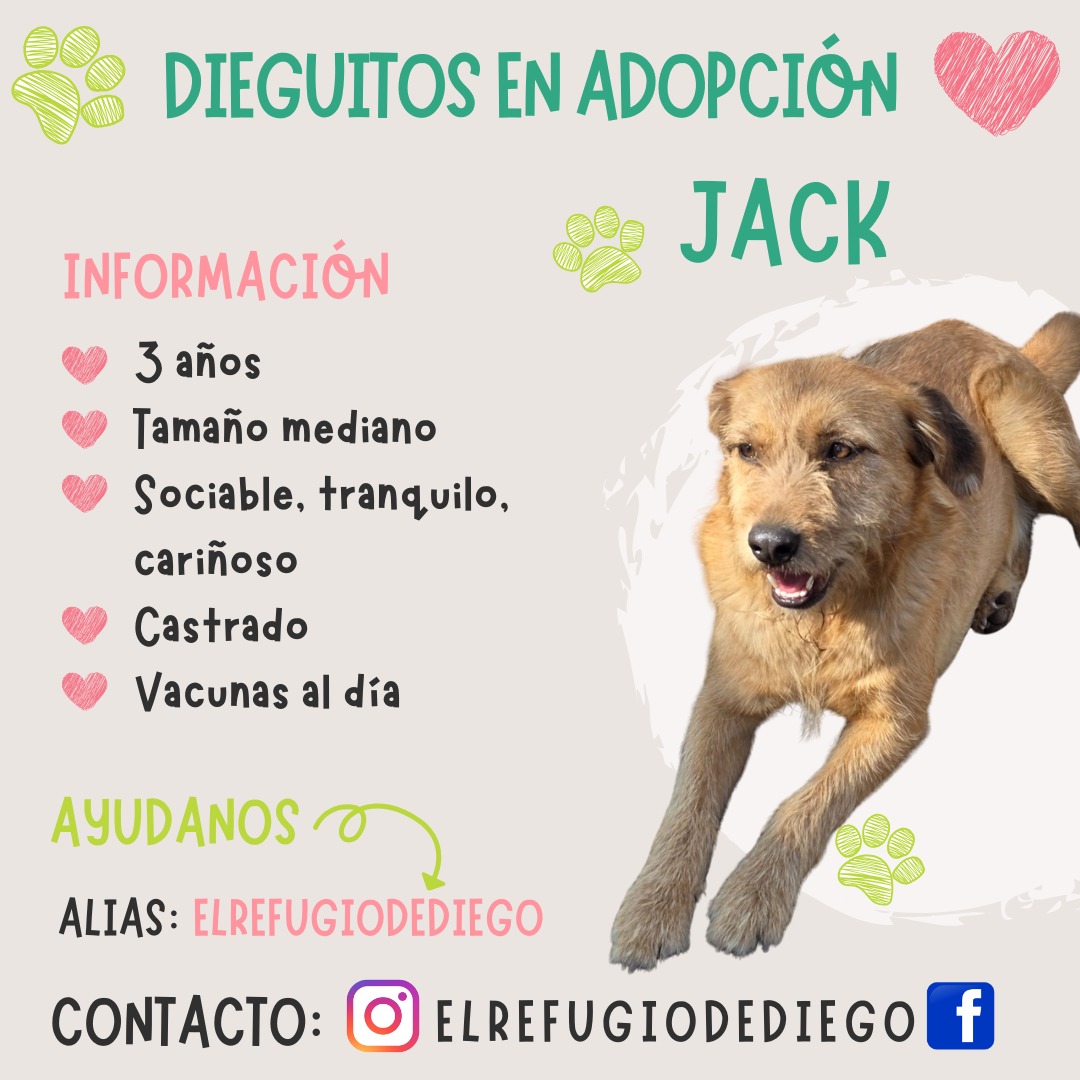 DIEGUITOS EN ADOPCIÓN
JACK
INFORMACIÓN
3 años
Tamaño mediano
Sociable, tranquilo,
cariñoso
Castrado
Vacunas al día
AYUDANOS
ALIAS: ELREFUGIODEDIEGO
CONTACTO: ELREFUGIODEDIEGO